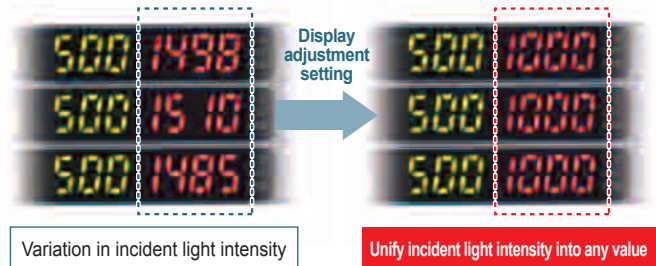 500 1498
500 1510
500 1485
Display
adjustment
setting
500 1000
500 1000
500 1000
Variation in incident light intensity
Unify incident light intensity into any value